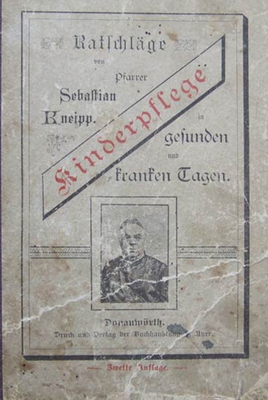 Ratschläge
von
Pfarrer
Sebastian
Kneipp.
Kinderpflege
in
gesunden
und
kranken Tagen.
Donauwörth.
Druck und Verlag der Buchhandlung L. Auer.
Zweite Auflage.